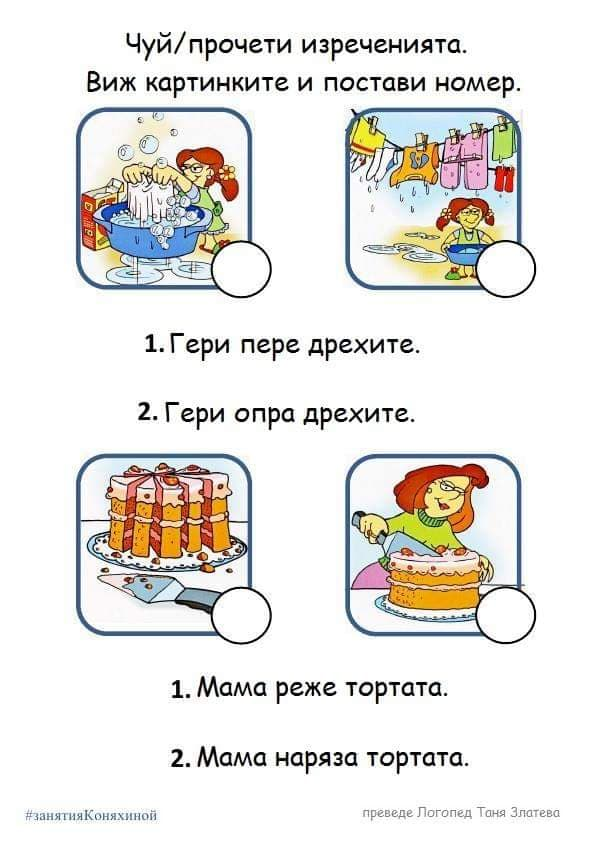 Чуй/прочети изреченията.
Виж картинките и постави номер.
1. Гери пере дрехите.
2. Гери опра дрехите.
1. Мама реже тортата.
2. Мама наряза тортата.
#занятияКоняхиной
преведе Логопед Таня Златева